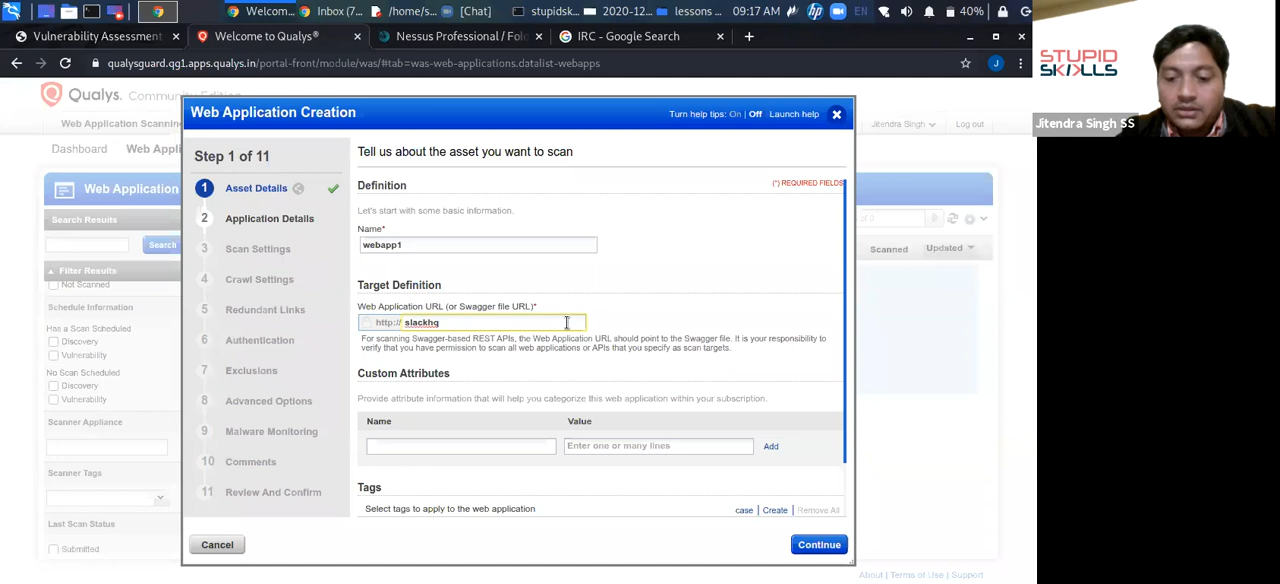 Welcom...
Inbox (7...
/home/s...
[Chat]
stupidsk...
2020-12...
lessons ...
09:17 AM
EN
40%
Vulnerability Assessment
Welcome to Qualys®
Nessus Professional / Fol
IRC - Google Search
qualysguard.qg1.apps.qualys.in/portal-front/module/was/#tab=was-web-applications.datalist-webapps
J
STUPID
SKILLS
Jitendra Singh SS
Qualys. Community Edition
Web Application Scanning
Jitendra Singh
Log out
Dashboard
Web Appli
Web Application
Search Results
Search
Filter Results
Not Scanned
Schedule Information
Has a Scan Scheduled
Discovery
Vulnerability
No Scan Scheduled
Discovery
Vulnerability
Scanner Appliance
Scanner Tags
Last Scan Status
Submitted
of 0
Scanned
Updated
Web Application Creation
Turn help tips: On | Off
Launch help
Step 1 of 11
1 Asset Details
2 Application Details
3 Scan Settings
4 Crawl Settings
5 Redundant Links
6 Authentication
7 Exclusions
8 Advanced Options
9 Malware Monitoring
10 Comments
11 Review And Confirm
Tell us about the asset you want to scan
Definition
(*) REQUIRED FIELDS
Let's start with some basic information.
Name*
webapp1
Target Definition
Web Application URL (or Swagger file URL)*
http:// slackhq
For scanning Swagger-based REST APIs, the Web Application URL should point to the Swagger file. It is your responsibility to
verify that you have permission to scan all web applications or APIs that you specify as scan targets.
Custom Attributes
Provide attribute information that will help you categorize this web application within your subscription.
Name
Value
Enter one or many lines
Add
Tags
Select tags to apply to the web application
case | Create | Remove All
Cancel
Continue
About | Terms of Use | Support